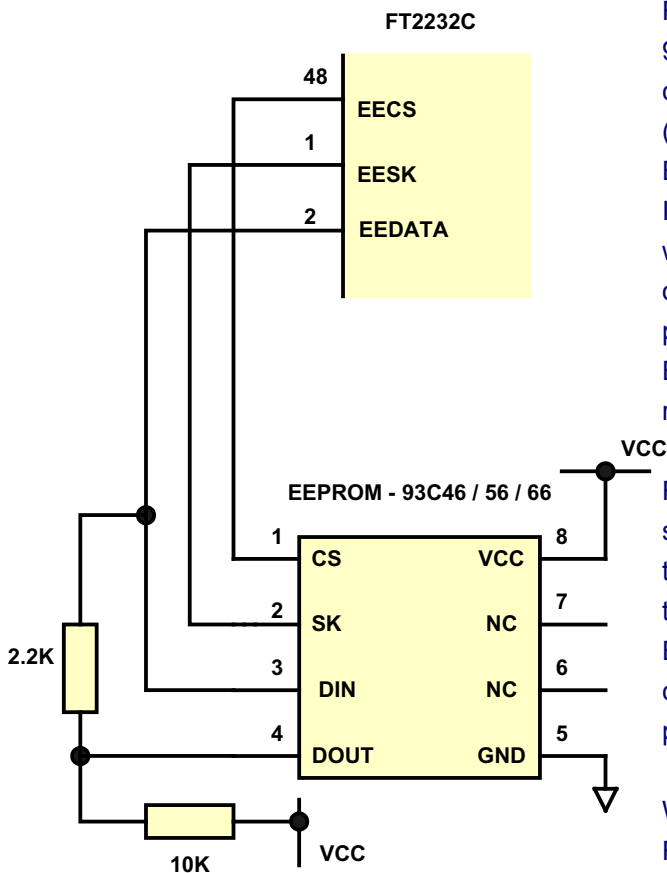 FT2232C
48
EECS
1
EESK
2
EEDATA
VCC
EEPROM - 93C46 / 56 / 66
1
CS
VCC
8
2
SK
NC
7
2.2K
3
DIN
NC
6
4
DOUT
GND
5
10K
VCC